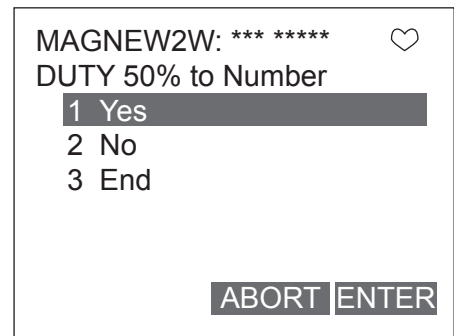 MAGNEW2W: *** *****
DUTY 50% to Number
1 Yes
2 No
3 End
ABORT ENTER